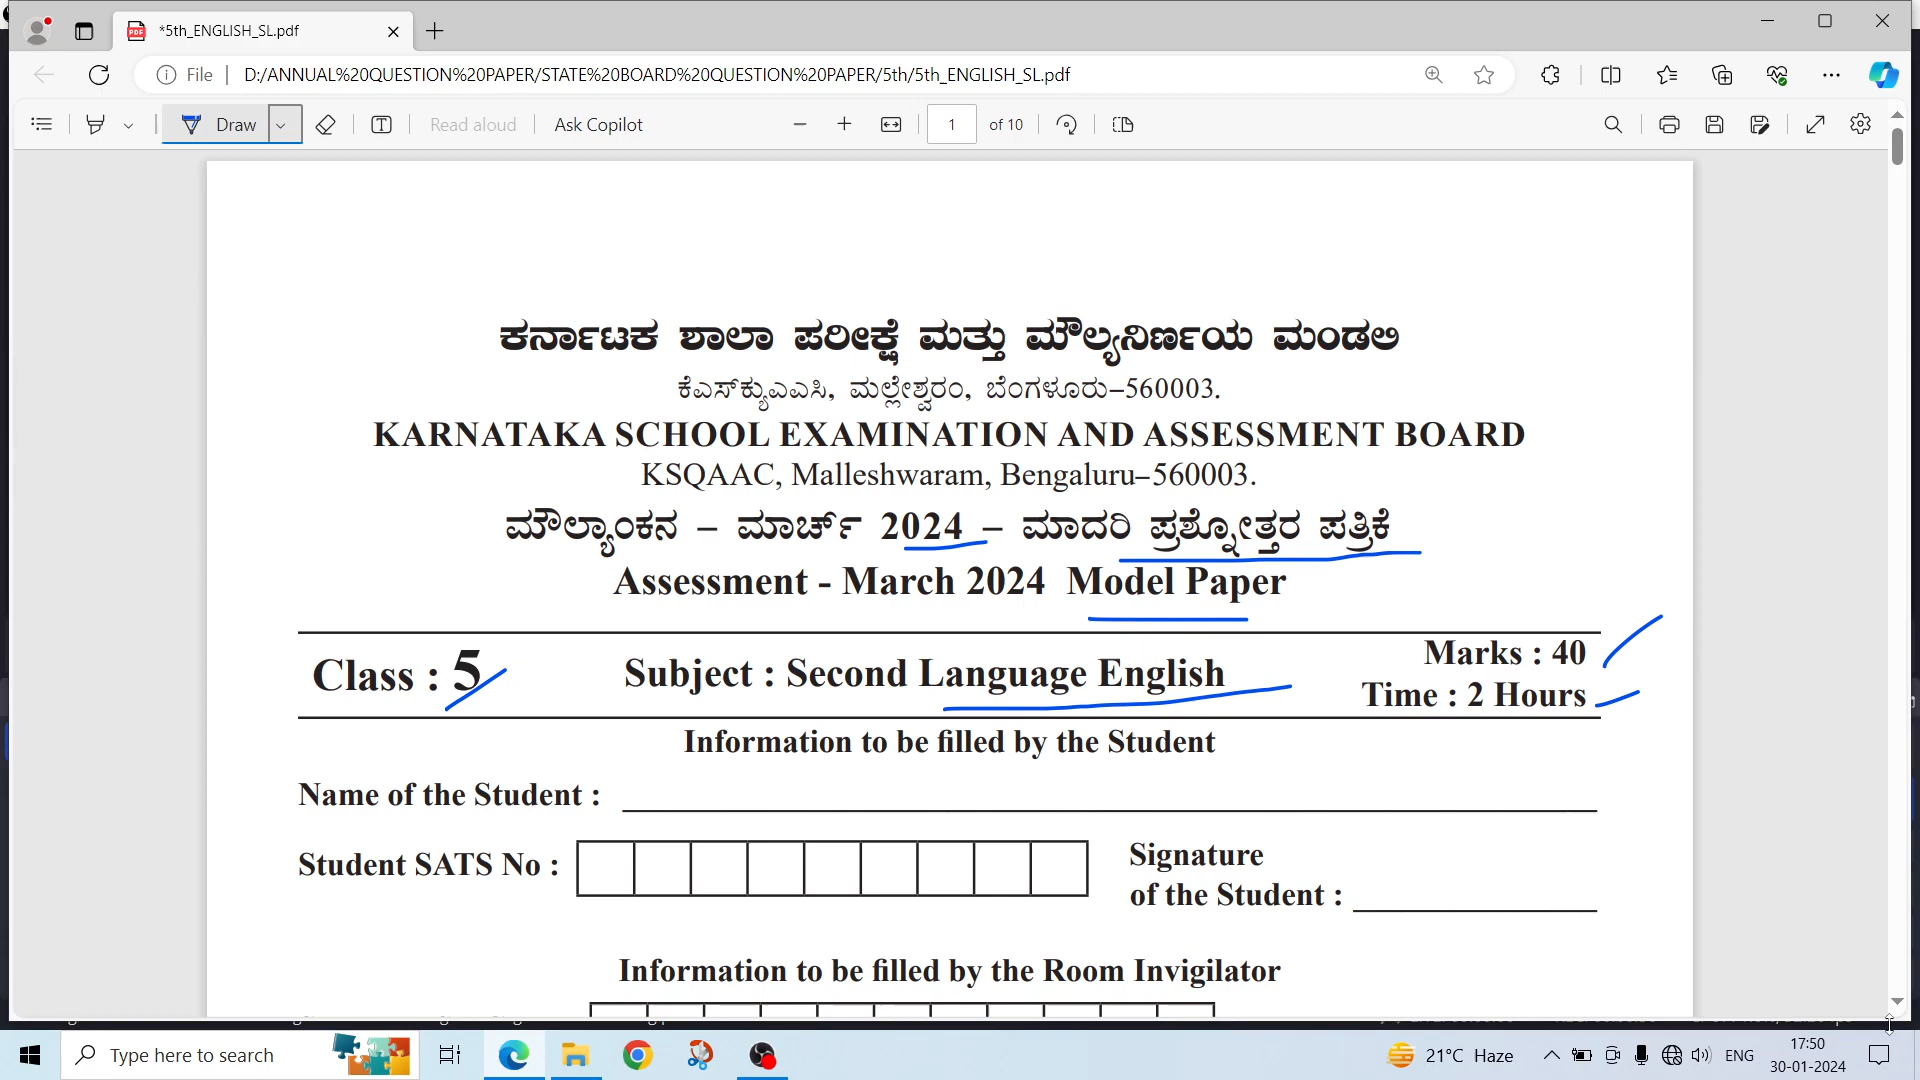 *5th_ENGLISH_SL.pdf
File | D:/ANNUAL%20QUESTION%20PAPER/STATE%20BOARD%20QUESTION%20PAPER/5th/5th_ENGLISH_SL.pdf
Draw Read aloud Ask Copilot 1 of 10
ಕರ್ನಾಟಕ ಶಾಲಾ ಪರೀಕ್ಷೆ ಮತ್ತು ಮೌಲ್ಯನಿರ್ಣಯ ಮಂಡಲಿ
ಕೆಎಸ್‌ಕ್ಯುಎಎಸಿ, ಮಲ್ಲೇಶ್ವರಂ, ಬೆಂಗಳೂರು–560003.
KARNATAKA SCHOOL EXAMINATION AND ASSESSMENT BOARD
KSQAAC, Malleshwaram, Bengaluru–560003.
ಮೌಲ್ಯಾಂಕನ – ಮಾರ್ಚ್ 2024 – ಮಾದರಿ ಪ್ರಶ್ನೋತ್ತರ ಪತ್ರಿಕೆ
Assessment - March 2024 Model Paper
Class : 5 Subject : Second Language English Marks : 40
Time : 2 Hours
Information to be filled by the Student
Name of the Student :
Student SATS No : Signature
of the Student :
Information to be filled by the Room Invigilator
Type here to search 21°C Haze ENG 17:50
30-01-2024